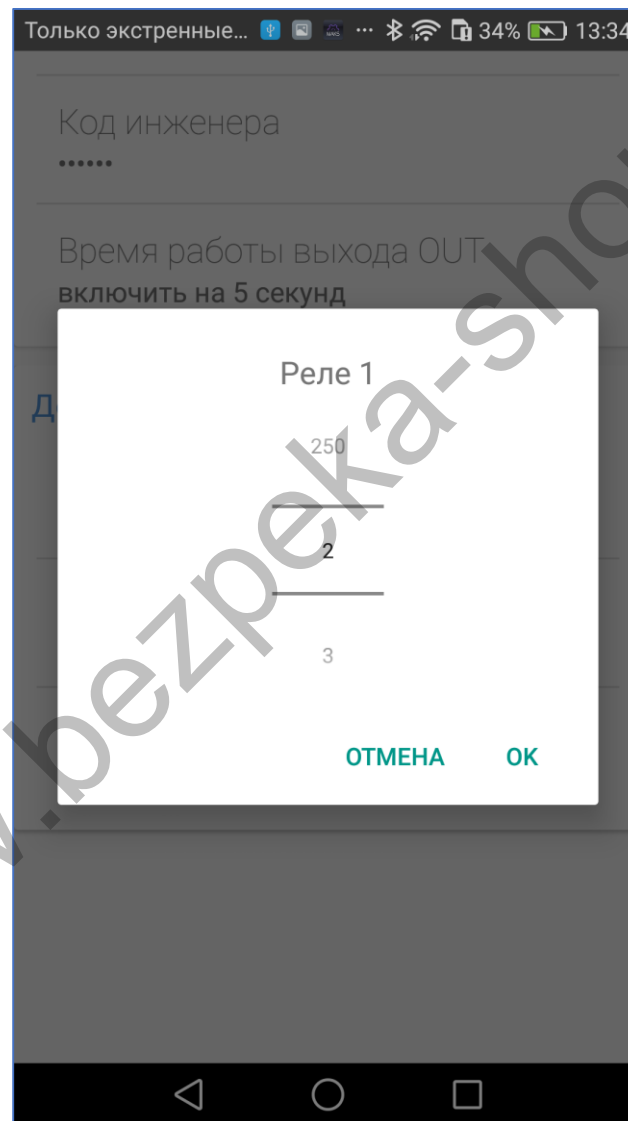 Только экстренные... ... 34% 13:34
Код инженера
••••••
Время работы выхода OUT
включить на 5 секунд
Д
Реле 1
250
2
3
ОТМЕНА OK
.bezpeka-sho